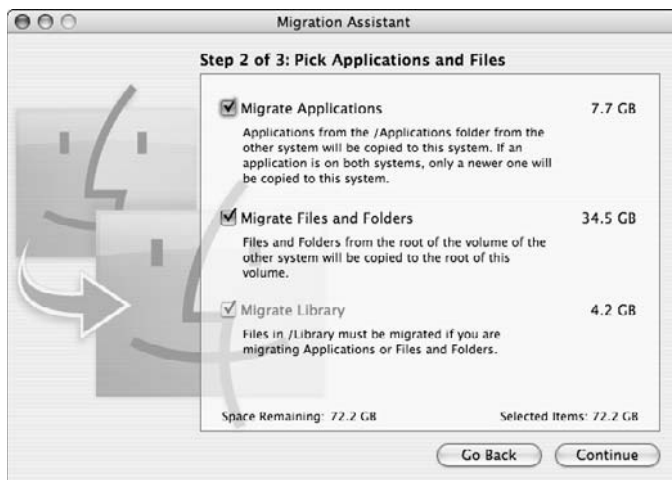 Migration Assistant
Step 2 of 3: Pick Applications and Files
Migrate Applications 7.7 GB
Applications from the /Applications folder from the
other system will be copied to this system. If an
application is on both systems, only a newer one will
be copied to this system.
Migrate Files and Folders 34.5 GB
Files and Folders from the root of the volume of the
other system will be copied to the root of this
volume.
Migrate Library 4.2 GB
Files in /Library must be migrated if you are
migrating Applications or Files and Folders.
Space Remaining: 72.2 GB Selected Items: 72.2 GB
Go Back Continue